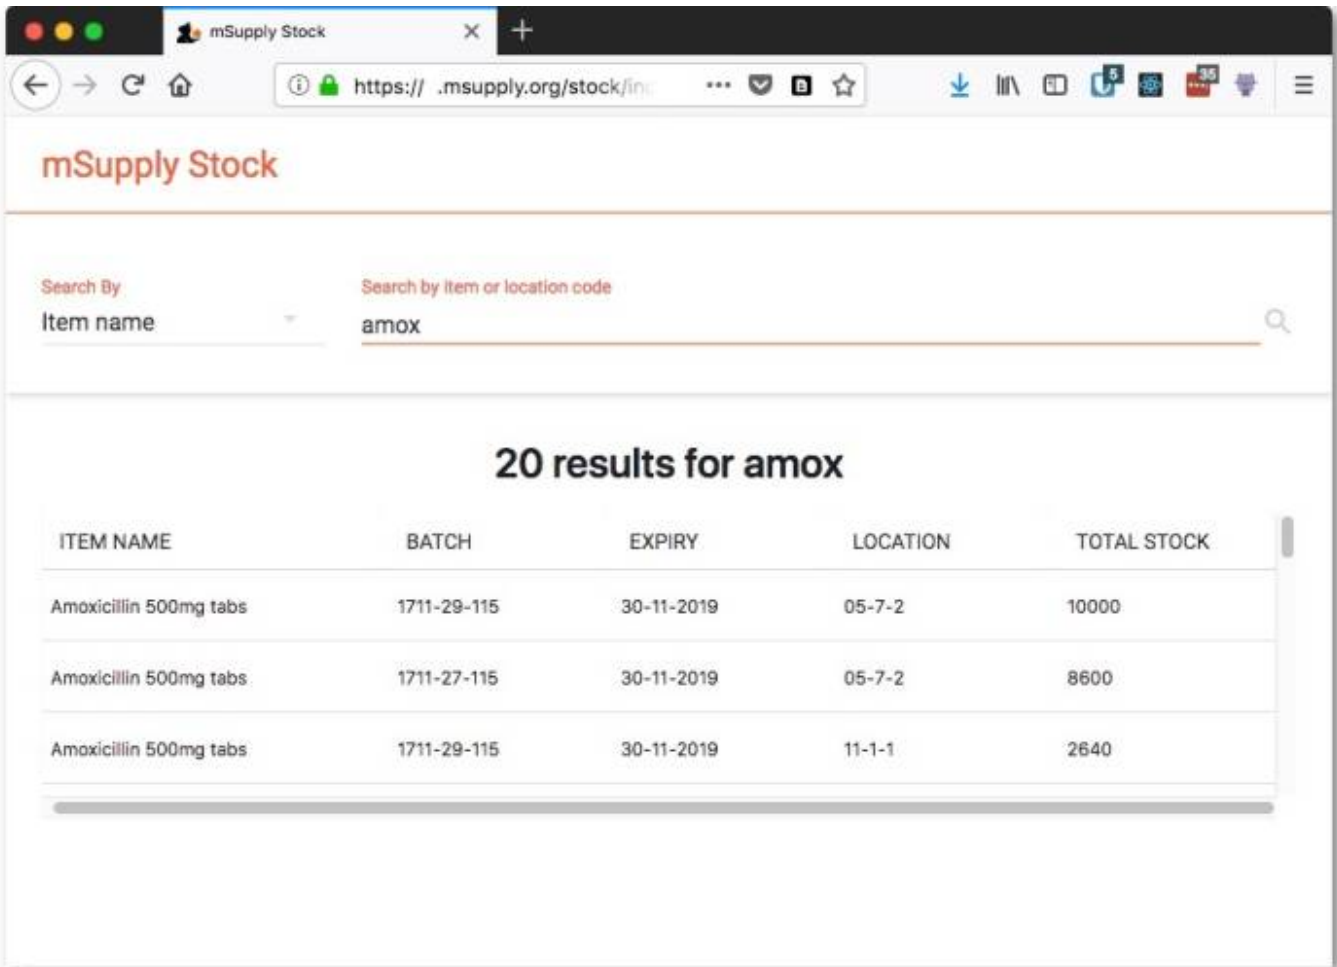 mSupply Stock
https:// .msupply.org/stock/in
5
35
mSupply Stock
Search By
Search by item or location code
Item name
amox
20 results for amox
ITEM NAME BATCH EXPIRY LOCATION TOTAL STOCK
Amoxicillin 500mg tabs 1711-29-115 30-11-2019 05-7-2 10000
Amoxicillin 500mg tabs 1711-27-115 30-11-2019 05-7-2 8600
Amoxicillin 500mg tabs 1711-29-115 30-11-2019 11-1-1 2640